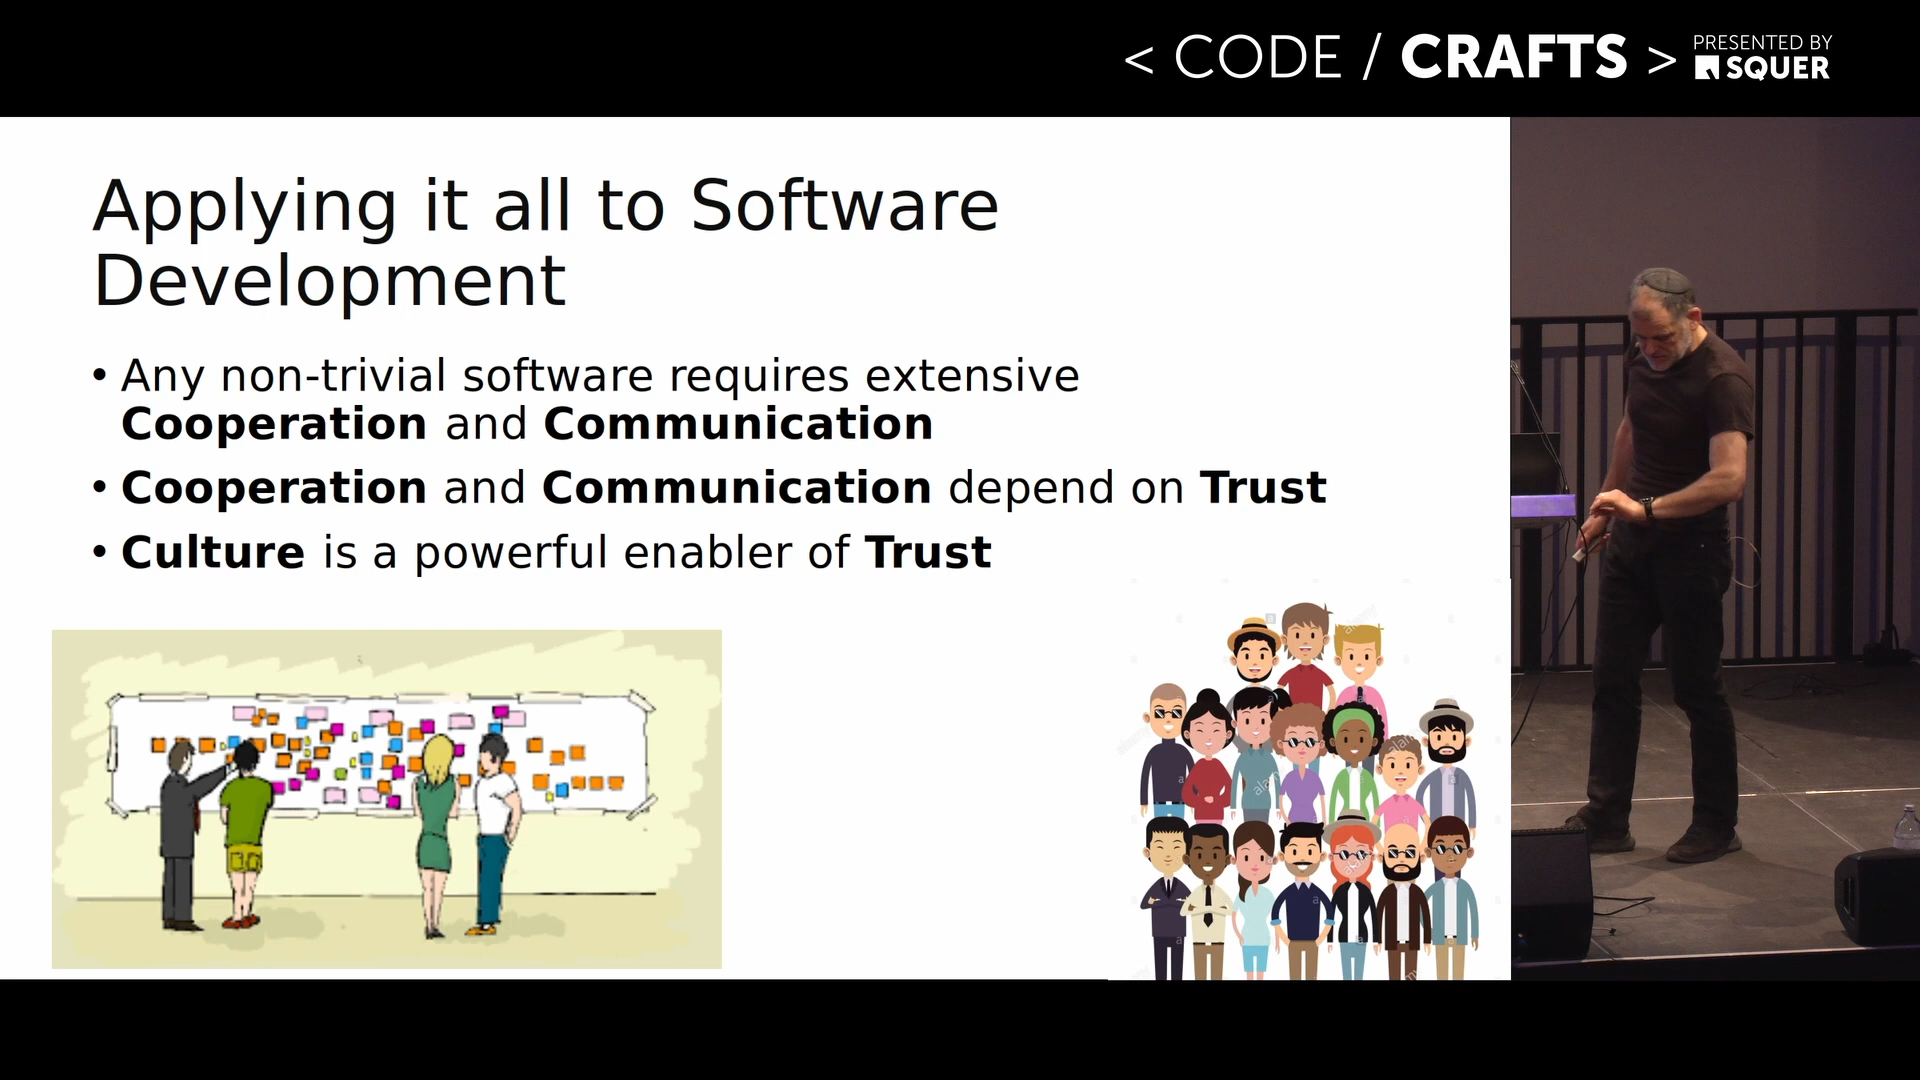 < CODE / CRAFTS >
PRESENTED BY
SQUER
Applying it all to Software
Development
• Any non-trivial software requires extensive
Cooperation and Communication
• Cooperation and Communication depend on Trust
• Culture is a powerful enabler of Trust
alamy